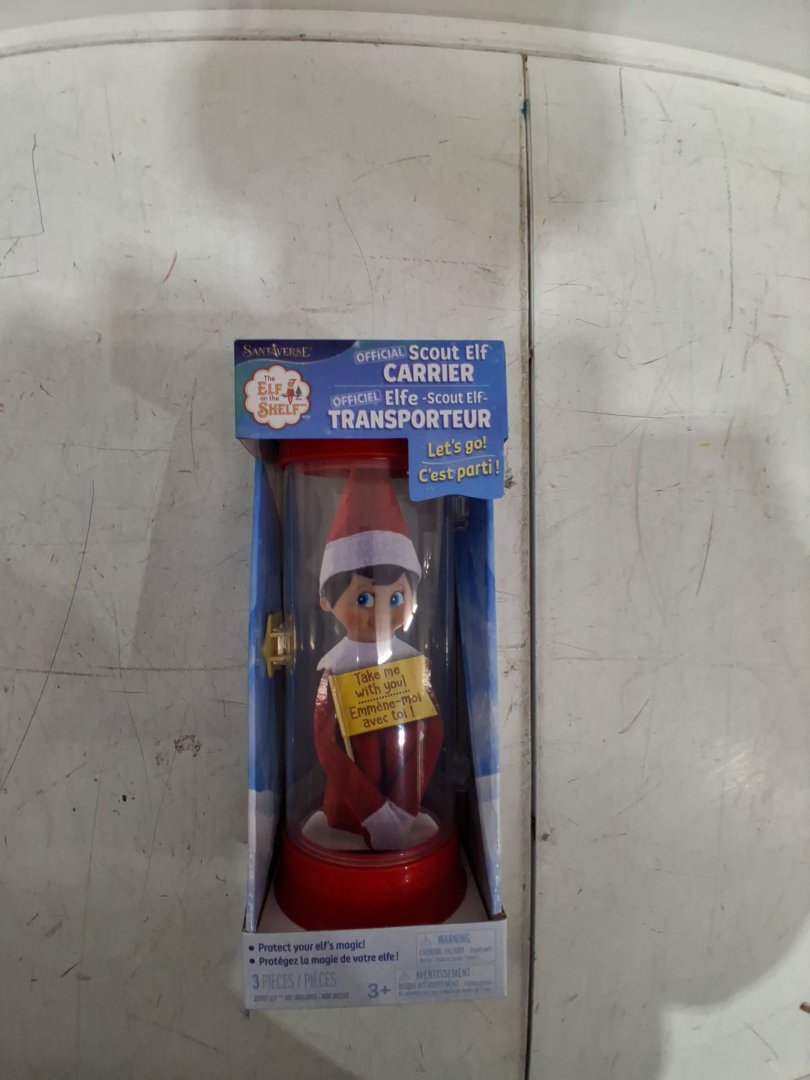 SANTAVERSE
The
ELF
on the
SHELF
OFFICIAL Scout Elf
CARRIER
OFFICIEL Elfe -Scout Elf-
TRANSPORTEUR
Let's go!
C'est parti !
Take me
with you!
Emmène-moi
avec toi !
• Protect your elf's magic!
• Protégez la magie de votre elfe !
3 PIECES / PIÈCES
3+
WARNING:
CHOKING HAZARD
AVERTISSEMENT